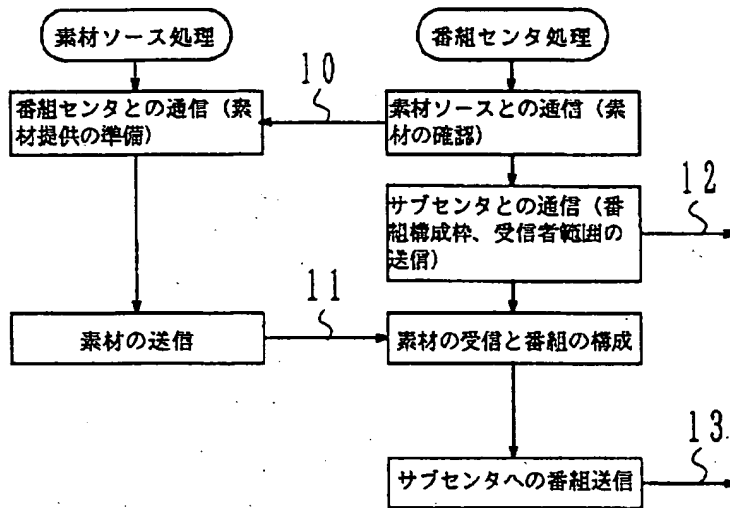 素材ソース処理
番組センタ処理
10
番組センタとの通信（素
材提供の準備）
素材ソースとの通信（素
材の確認）
12
サブセンタとの通信（番
組構成枠、受信者範囲の
送信）
11
素材の送信
素材の受信と番組の構成
13
サブセンタへの番組送信